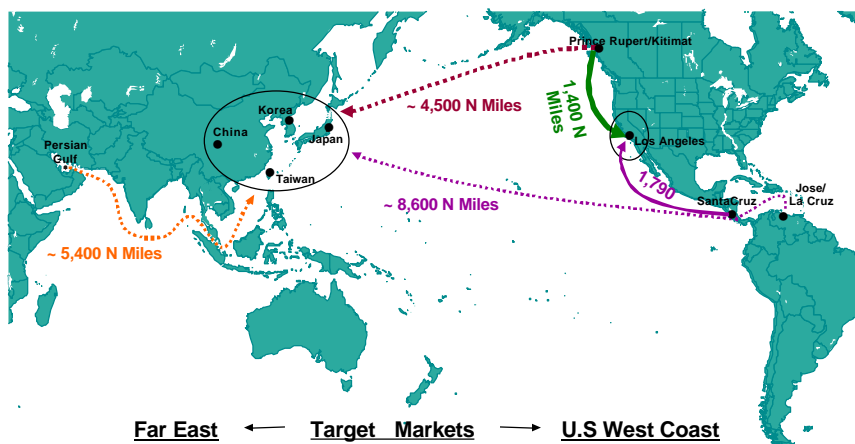 Prince Rupert/Kitimat
1,400 N
Miles
~ 4,500 N Miles
Korea
China
Japan
Los Angeles
Persian
Gulf
Taiwan
1,790
Jose/
La Cruz
SantaCruz
~ 8,600 N Miles
~ 5,400 N Miles
Far East
Target Markets
U.S West Coast